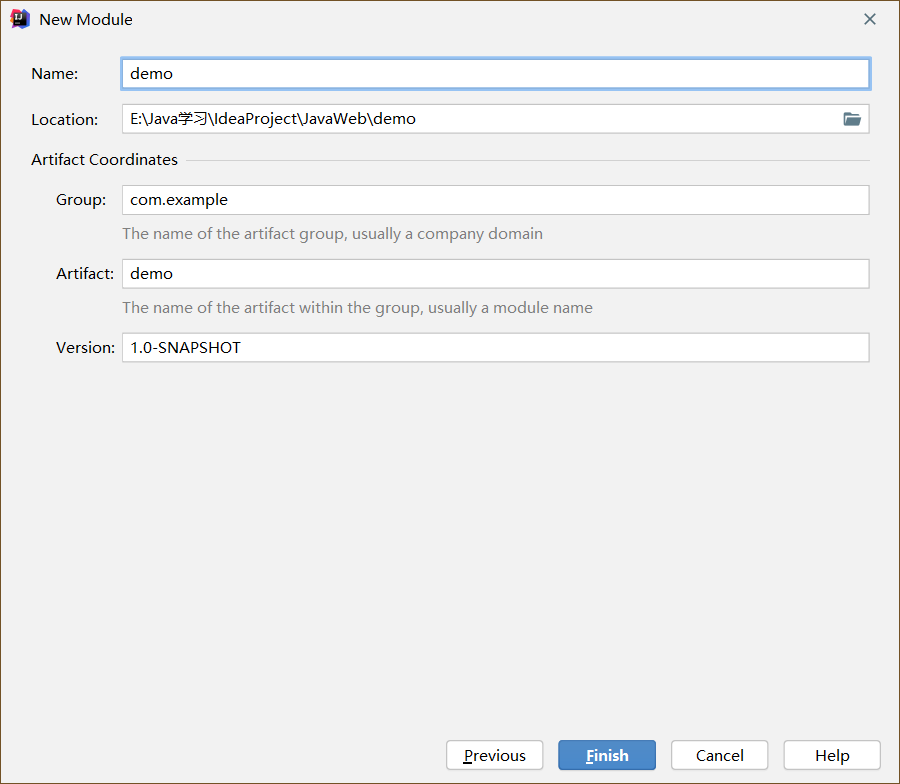 New Module
Name: demo
Location: E:\Java学习\IdeaProject\JavaWeb\demo
Artifact Coordinates
Group: com.example
The name of the artifact group, usually a company domain
Artifact: demo
The name of the artifact within the group, usually a module name
Version: 1.0-SNAPSHOT
Previous Finish Cancel Help